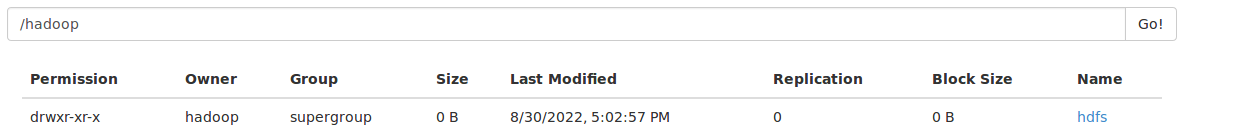 /hadoop Go!
Permission Owner Group Size Last Modified Replication Block Size Name
drwxr-xr-x hadoop supergroup 0 B 8/30/2022, 5:02:57 PM 0 0 B hdfs